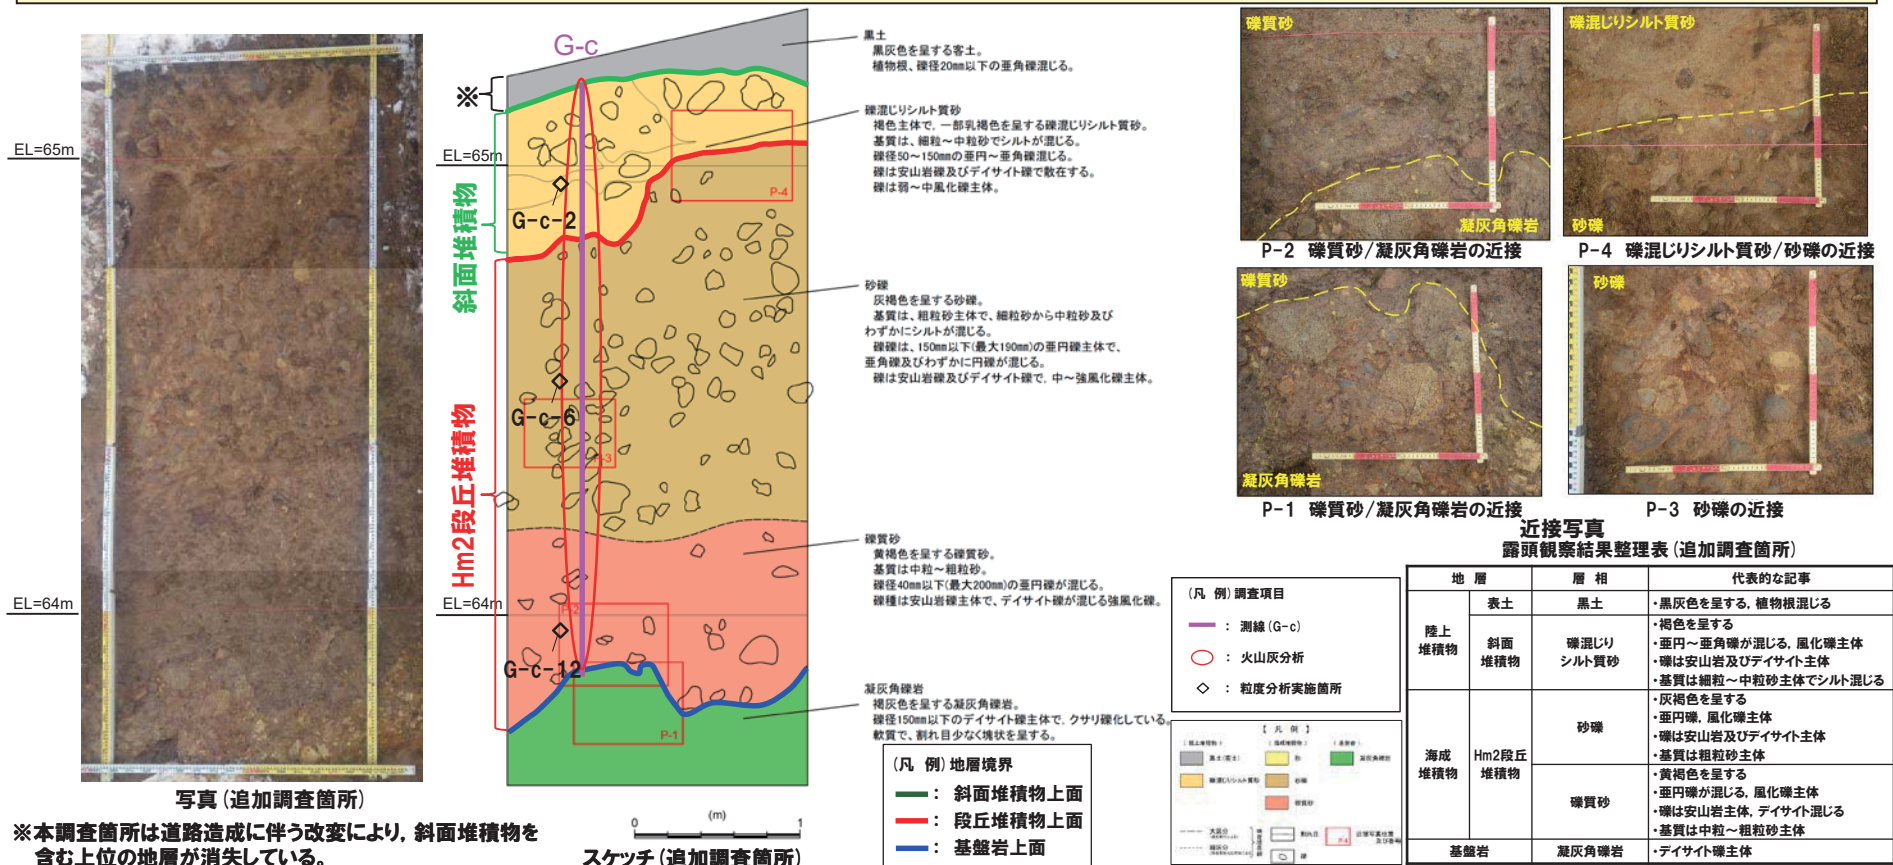 EL=65m
EL=64m
写真(追加調査箇所)
※本調査箇所は道路造成に伴う改変により, 斜面堆積物を
含む上位の地層が消失している。
G-c
※
EL=65m
斜面堆積物
G-c-2
P-4
G-c-6
P-3
Hm2段丘堆積物
EL=64m
P-2
G-c-12
P-1
(m)
0 1
スケッチ(追加調査箇所)
黒土
黒灰色を呈する客土。
植物根、礫径20mm以下の亜角礫混じる。
礫混じりシルト質砂
褐色主体で, 一部乳褐色を呈する礫混じりシルト質砂。
基質は、細粒～中粒砂でシルトが混じる。
礫径50～150mmの亜円～亜角礫混じる。
礫は安山岩礫及びデイサイト礫で散在する。
礫は弱～中風化礫主体。
砂礫
灰褐色を呈する砂礫。
基質は、粗粒砂主体で、細粒砂から中粒砂及び
わずかにシルトが混じる。
礫礫は、150mm以下(最大190mm)の亜円礫主体で、
亜角礫及びわずかに円礫が混じる。
礫は安山岩礫及びデイサイト礫で, 中～強風化礫主体。
礫質砂
黄褐色を呈する礫質砂。
基質は中粒～粗粒砂。
礫径40mm以下(最大200mm)の亜円礫が混じる。
礫種は安山岩礫主体で、デイサイト礫が混じる強風化礫。
凝灰角礫岩
褐灰色を呈する凝灰角礫岩。
礫径150mm以下のデイサイト礫主体で, クサリ礫化している。
軟質で、割れ目少なく塊状を呈する。
(凡 例)地層境界
: 斜面堆積物上面
: 段丘堆積物上面
: 基盤岩上面
(凡 例)調査項目
: 測線(G-c)
: 火山灰分析
: 粒度分析実施箇所
【 凡 例 】
砂
砂礫
礫質砂
凝灰角礫岩
礫混じりシルト質砂
割れ目
礫
礫質砂
凝灰角礫岩
P-2 礫質砂/凝灰角礫岩の近接
礫混じりシルト質砂
砂礫
P-4 礫混じりシルト質砂/砂礫の近接
礫質砂
凝灰角礫岩
P-1 礫質砂/凝灰角礫岩の近接
砂礫
P-3 砂礫の近接
近接写真
露頭観察結果整理表(追加調査箇所)
地 層 層 相 代表的な記事
陸上堆積物 表土 黒土 ・黒灰色を呈する, 植物根混じる
斜面堆積物 礫混じりシルト質砂 ・褐色を呈する
・亜円～亜角礫が混じる, 風化礫主体
・礫は安山岩及びデイサイト主体
・基質は細粒～中粒砂主体でシルト混じる
海成堆積物 Hm2段丘堆積物 砂礫 ・灰褐色を呈する
・亜円礫, 風化礫主体
・礫は安山岩及びデイサイト主体
・基質は粗粒砂主体
礫質砂 ・黄褐色を呈する
・亜円礫が混じる, 風化礫主体
・礫は安山岩主体, デイサイト混じる
・基質は中粒～粗粒砂主体
基盤岩 凝灰角礫岩 ・デイサイト礫主体